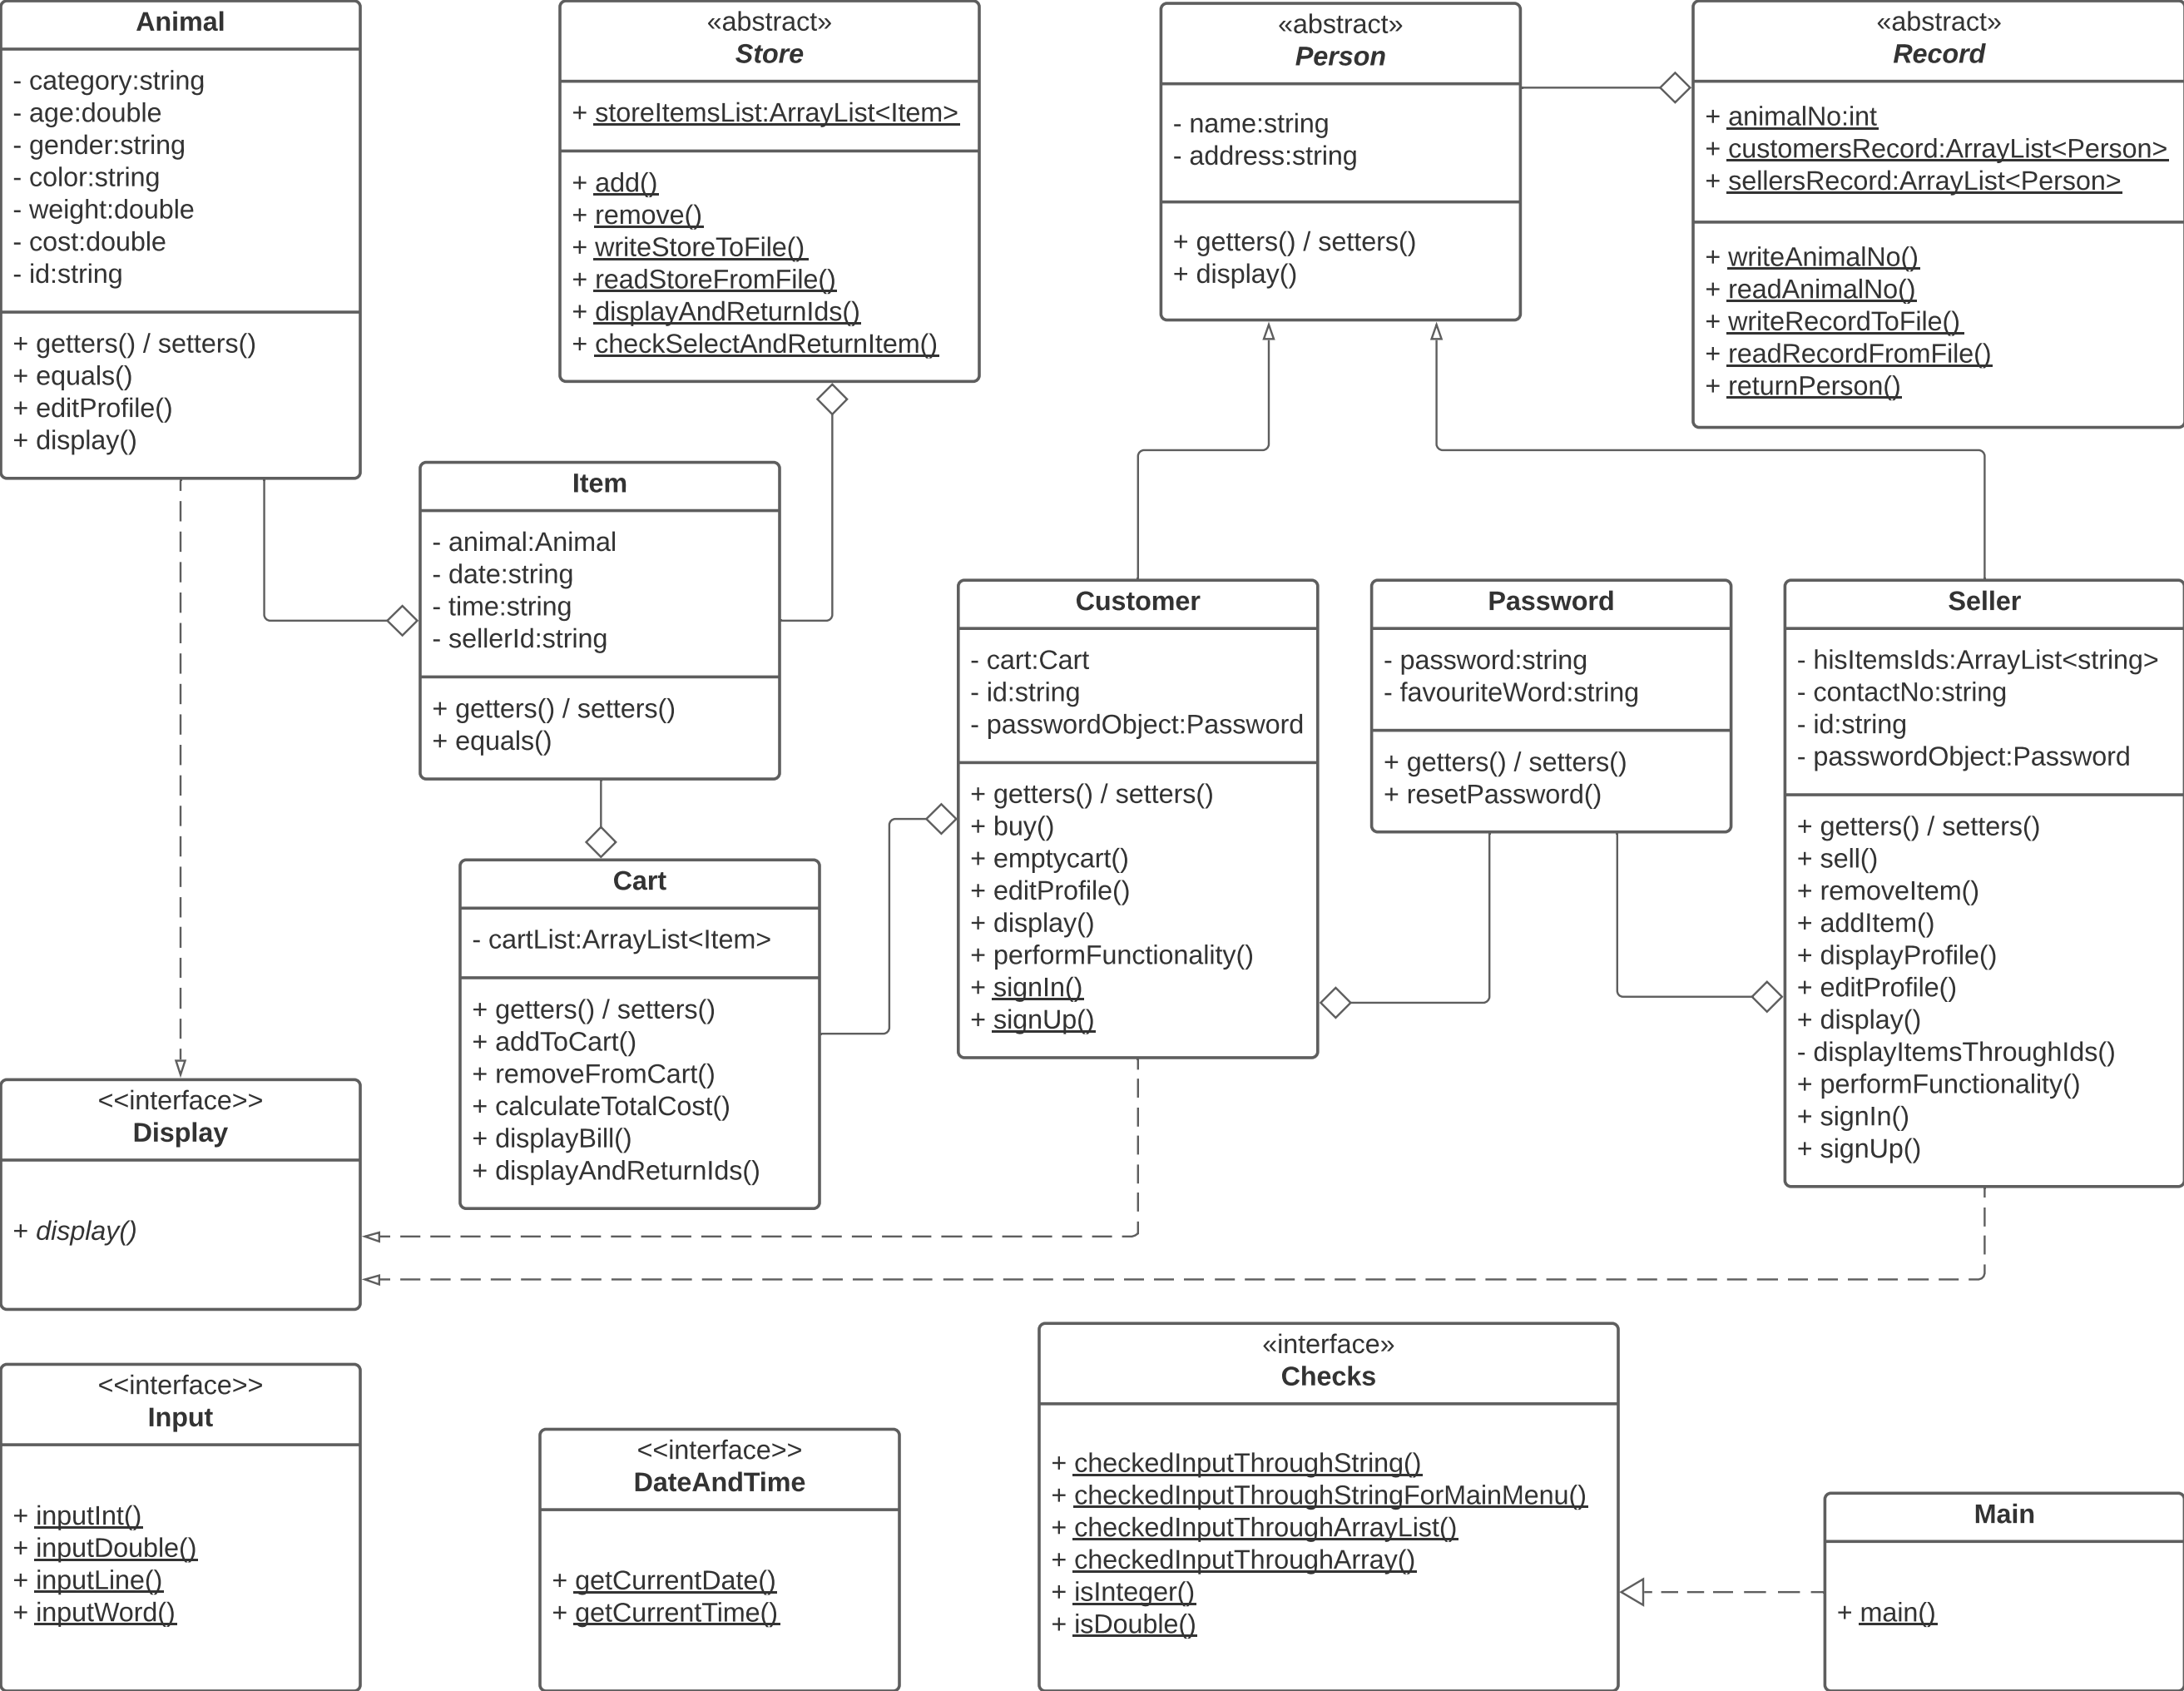 Animal
- category:string
- age:double
- gender:string
- color:string
- weight:double
- cost:double
- id:string
+ getters() / setters()
+ equals()
+ editProfile()
+ display()
«abstract»
Store
+ storeItemsList:ArrayList<Item>
+ add()
+ remove()
+ writeStoreToFile()
+ readStoreFromFile()
+ displayAndReturnIds()
+ checkSelectAndReturnItem()
«abstract»
Person
- name:string
- address:string
+ getters() / setters()
+ display()
«abstract»
Record
+ animalNo:int
+ customersRecord:ArrayList<Person>
+ sellersRecord:ArrayList<Person>
+ writeAnimalNo()
+ readAnimalNo()
+ writeRecordToFile()
+ readRecordFromFile()
+ returnPerson()
Item
- animal:Animal
- date:string
- time:string
- sellerId:string
+ getters() / setters()
+ equals()
Customer
- cart:Cart
- id:string
- passwordObject:Password
+ getters() / setters()
+ buy()
+ emptycart()
+ editProfile()
+ display()
+ performFunctionality()
+ signIn()
+ signUp()
Password
- password:string
- favouriteWord:string
+ getters() / setters()
+ resetPassword()
Seller
- hisItemsIds:ArrayList<string>
- contactNo:string
- id:string
- passwordObject:Password
+ getters() / setters()
+ sell()
+ removeItem()
+ addItem()
+ displayProfile()
+ editProfile()
+ display()
- displayItemsThroughIds()
+ performFunctionality()
+ signIn()
+ signUp()
Cart
- cartList:ArrayList<Item>
+ getters() / setters()
+ addToCart()
+ removeFromCart()
+ calculateTotalCost()
+ displayBill()
+ displayAndReturnIds()
<<interface>>
Display
+ display()
<<interface>>
Input
+ inputInt()
+ inputDouble()
+ inputLine()
+ inputWord()
<<interface>>
DateAndTime
+ getCurrentDate()
+ getCurrentTime()
«interface»
Checks
+ checkedInputThroughString()
+ checkedInputThroughStringForMainMenu()
+ checkedInputThroughArrayList()
+ checkedInputThroughArray()
+ isInteger()
+ isDouble()
Main
+ main()